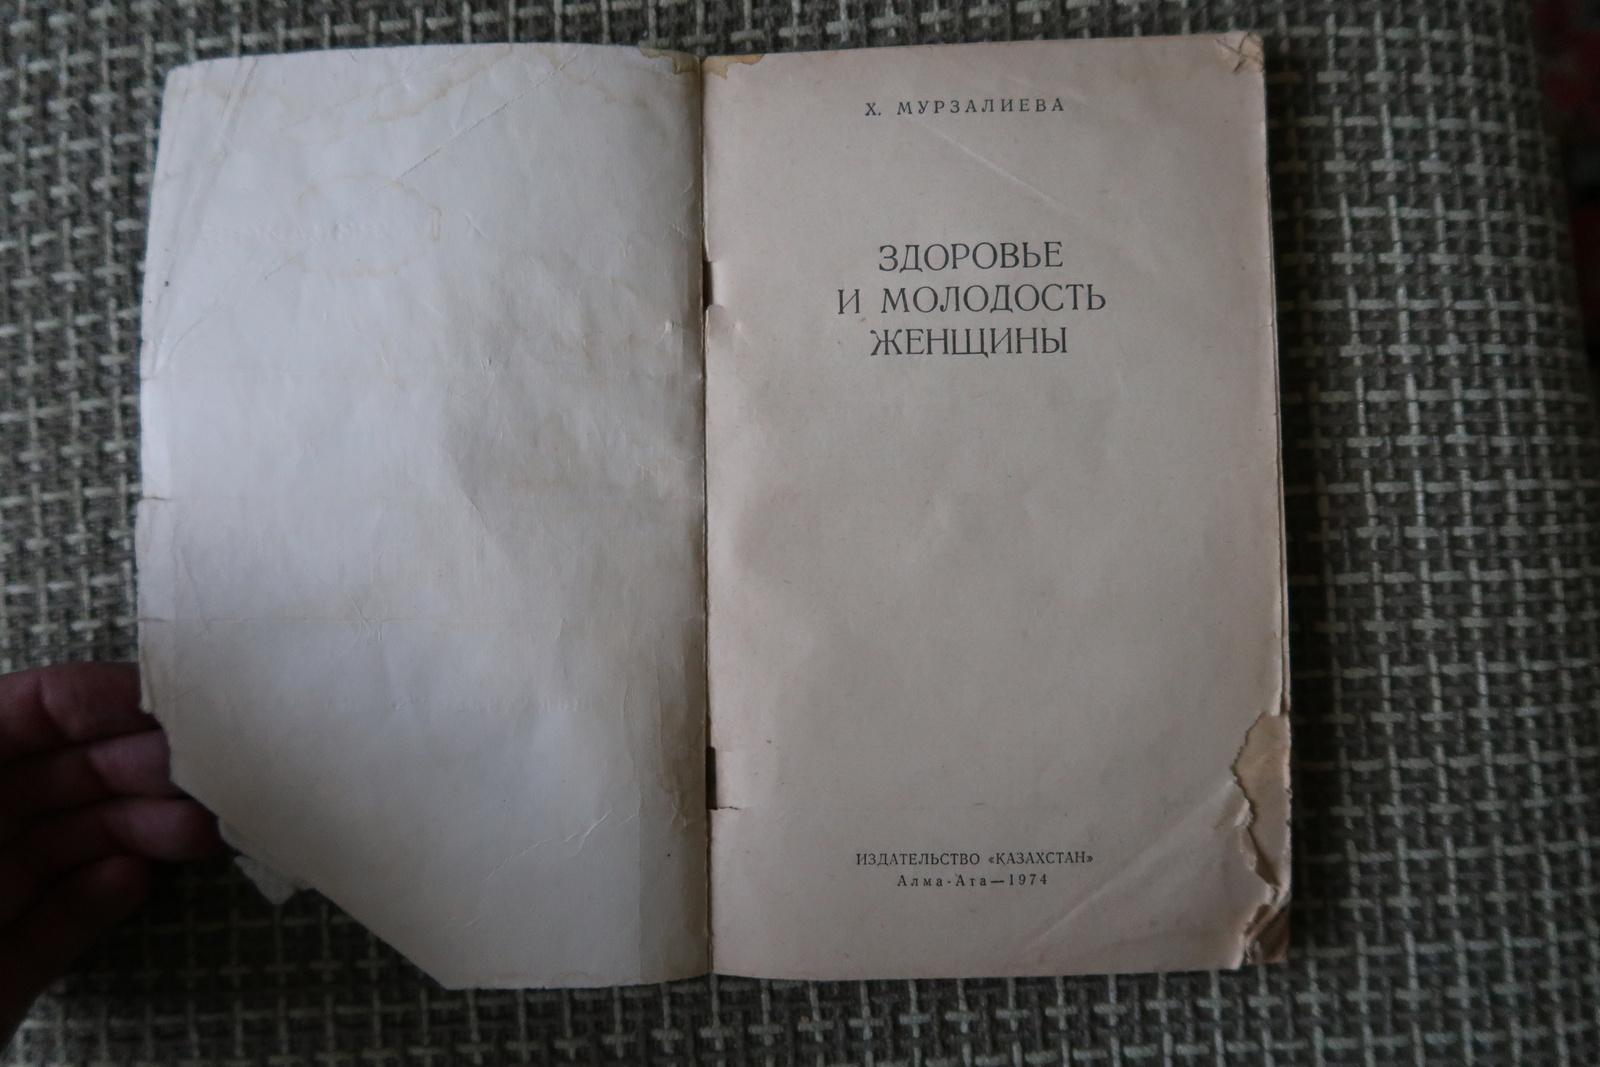 Х. МУРЗАЛИЕВА
ЗДОРОВЬЕ
И МОЛОДОСТЬ
ЖЕНЩИНЫ
ИЗДАТЕЛЬСТВО «КАЗАХСТАН»
Алма-Ата—1974